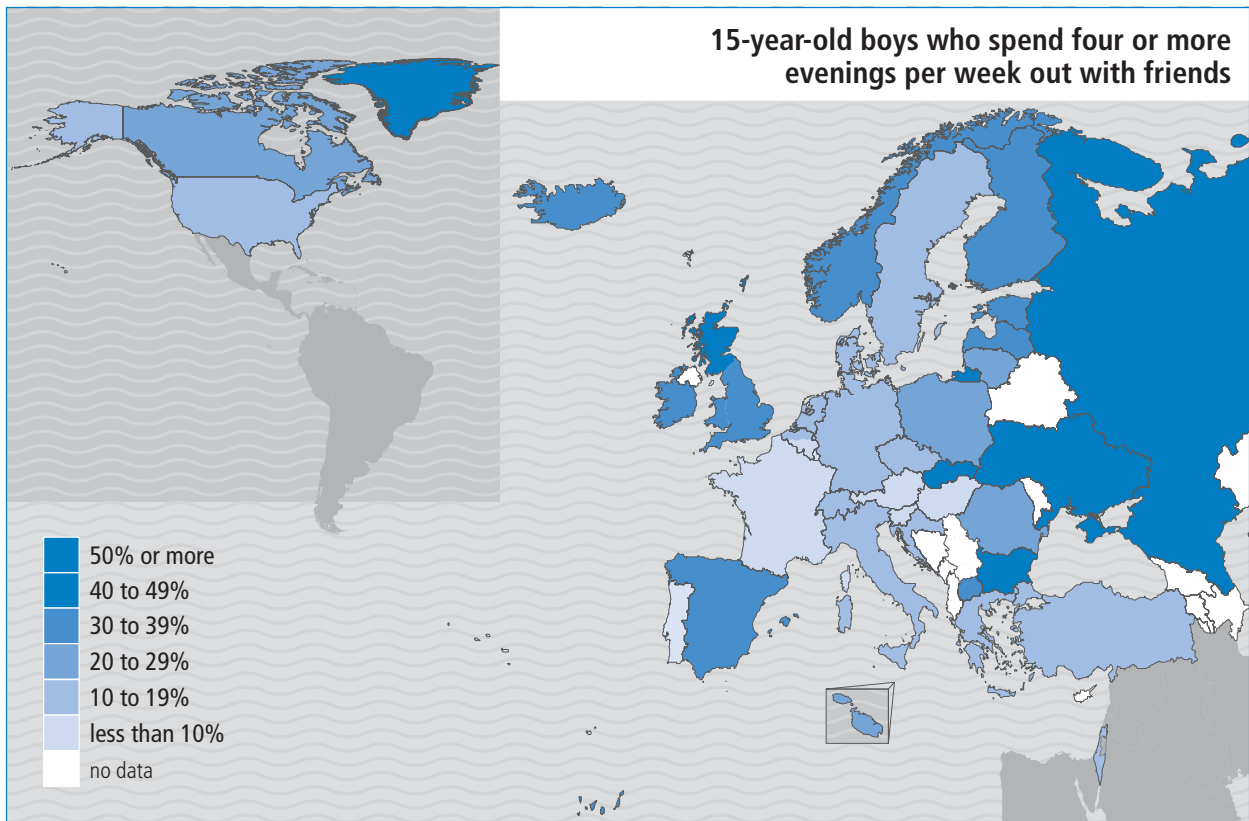 15-year-old boys who spend four or more
evenings per week out with friends
50% or more
40 to 49%
30 to 39%
20 to 29%
10 to 19%
less than 10%
no data